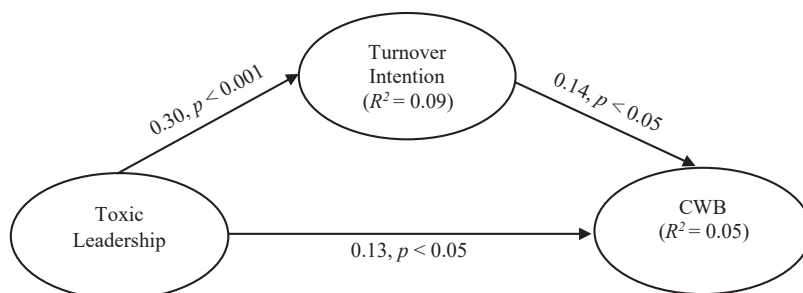 Turnover
Intention
(R² = 0.09)
0.30, p < 0.001
0.14, p < 0.05
Toxic
Leadership
CWB
(R² = 0.05)
0.13, p < 0.05